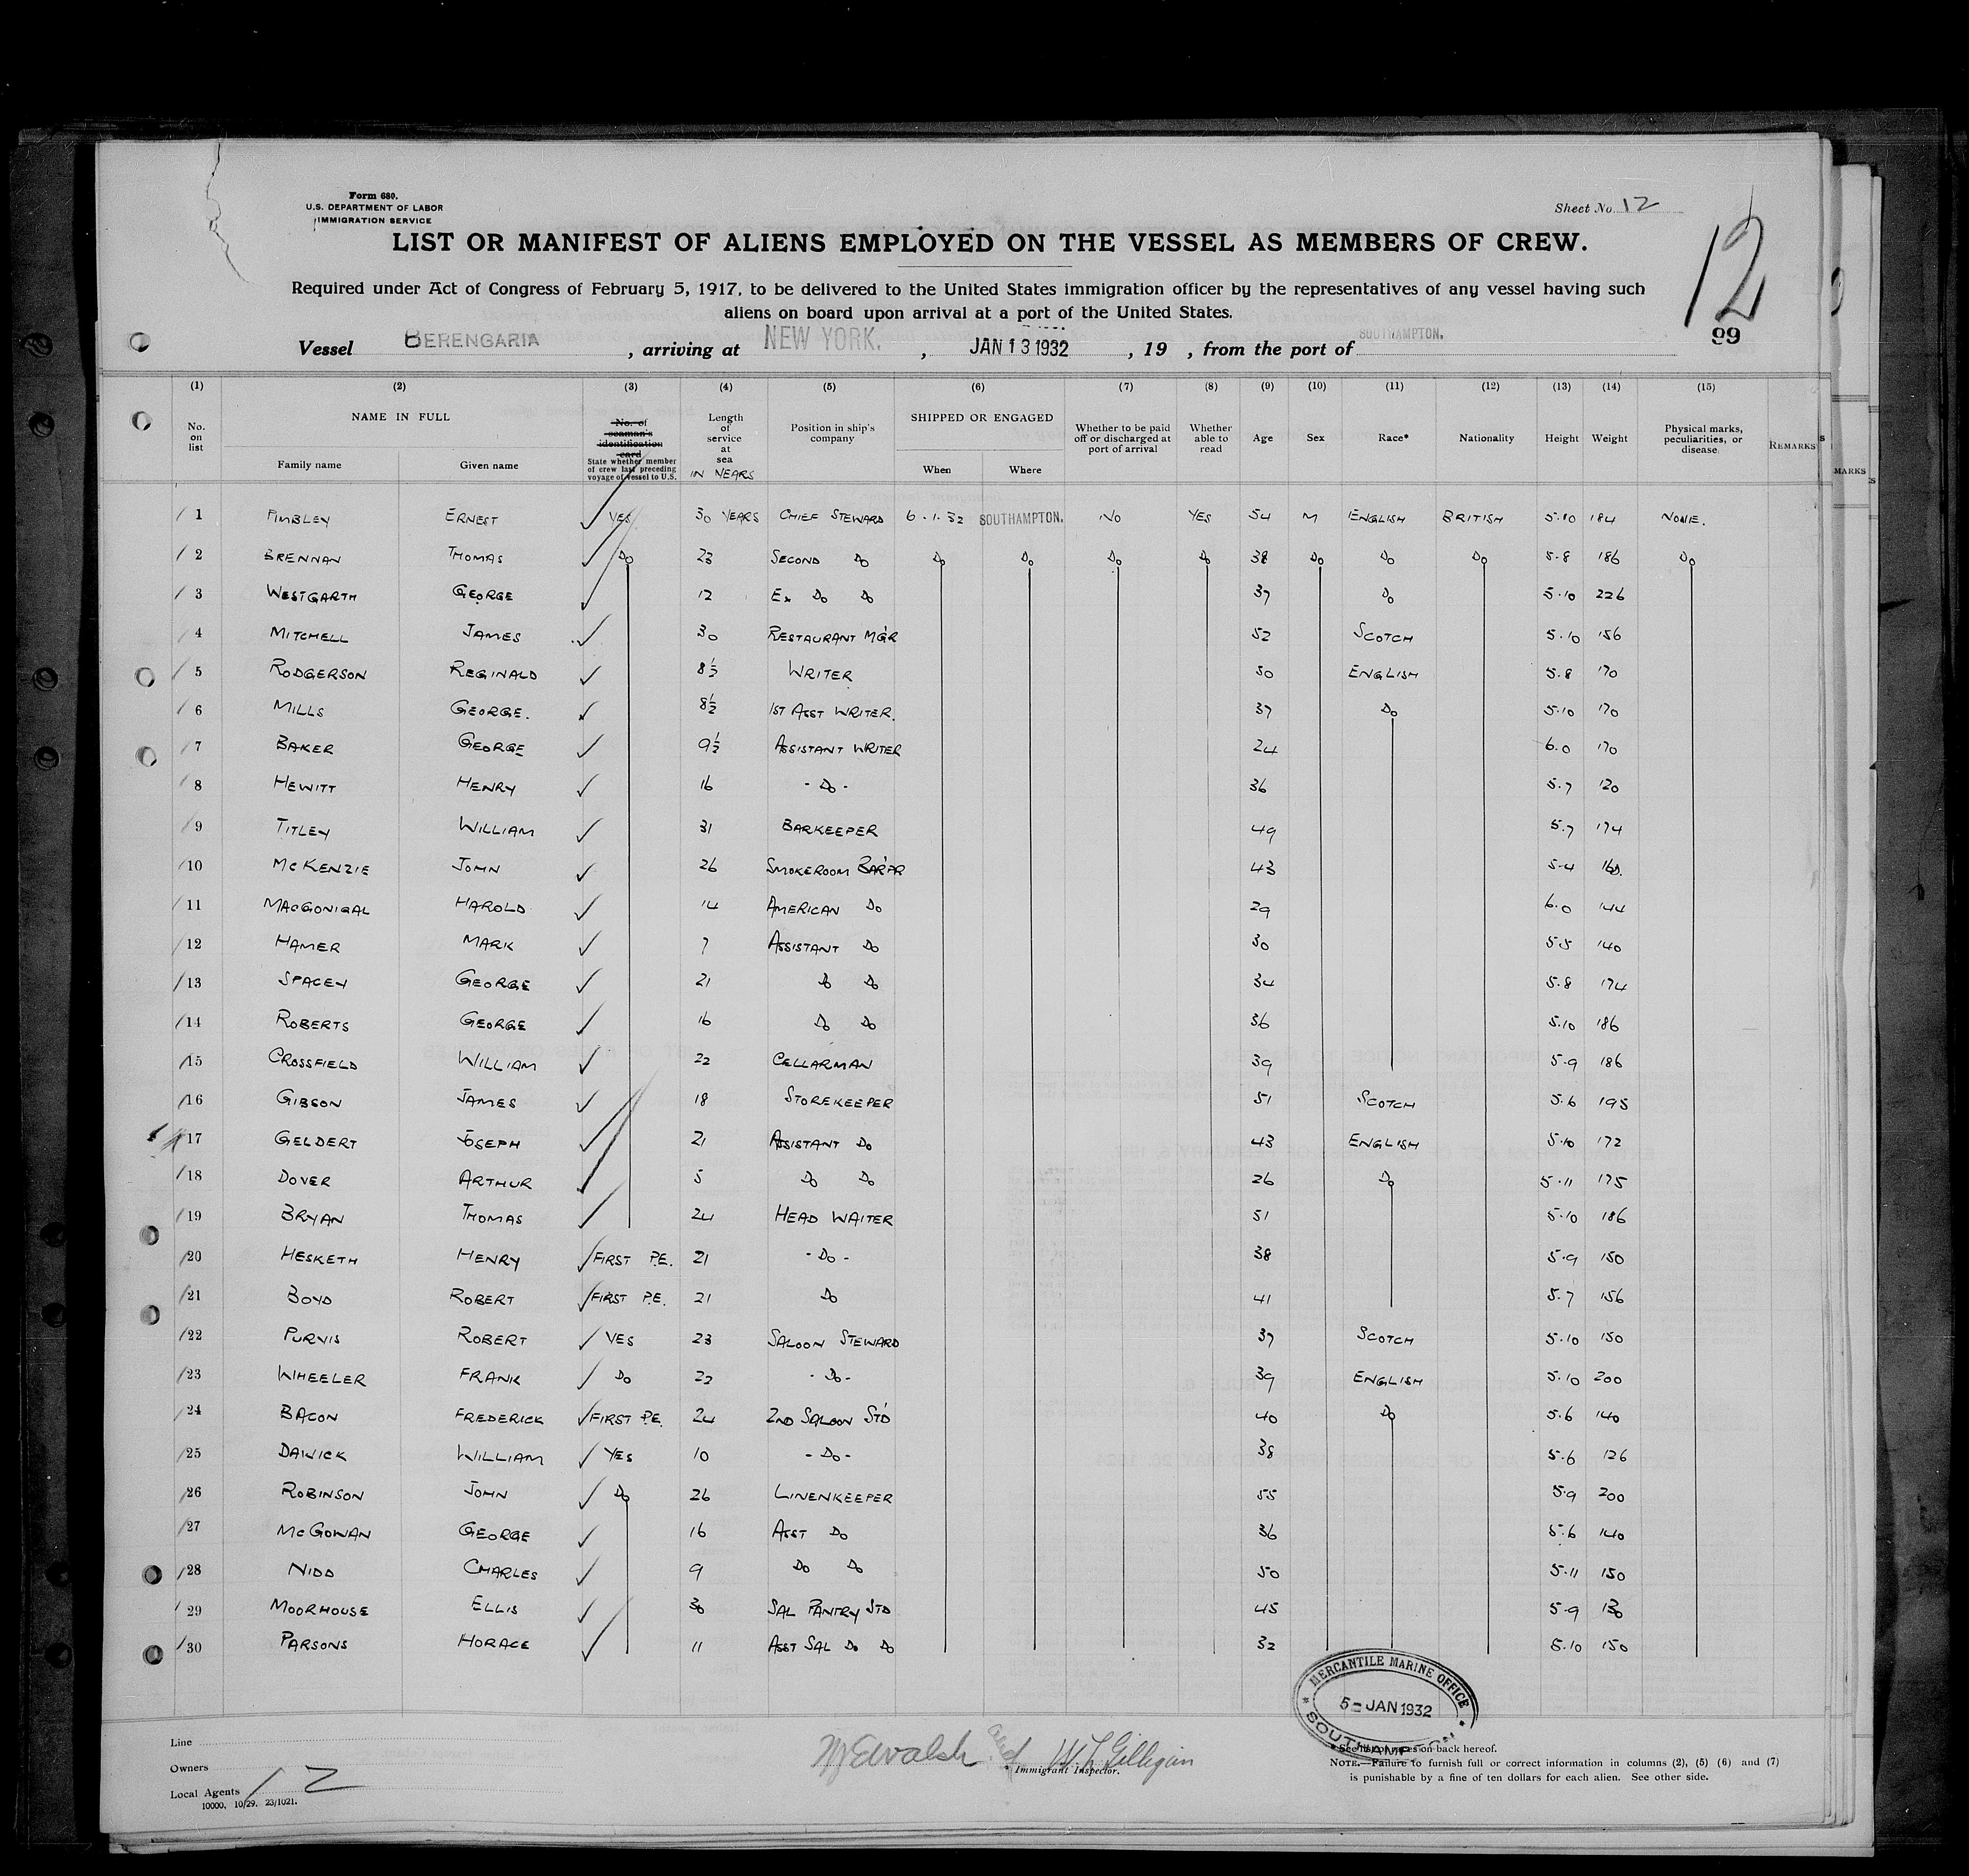 Form 680.
U.S. DEPARTMENT OF LABOR
IMMIGRATION SERVICE
Sheet No. 12
LIST OR MANIFEST OF ALIENS EMPLOYED ON THE VESSEL AS MEMBERS OF CREW.
12
Required under Act of Congress of February 5, 1917, to be delivered to the United States immigration officer by the representatives of any vessel having such
aliens on board upon arrival at a port of the United States.
99
Vessel BERENGARIA , arriving at NEW YORK. , JAN 13 1932 , 19 , from the port of SOUTHAMPTON.
(1) (2) (3) (4) (5) (6) (7) (8) (9) (10) (11) (12) (13) (14) (15)
No. on list NAME IN FULL Family name Given name No. of seaman's identification card State whether member of crew last preceding voyage of vessel to U.S. Length of service at sea IN YEARS Position in ship's company SHIPPED OR ENGAGED When Where Whether to be paid off or discharged at port of arrival Whether able to read Age Sex Race* Nationality Height Weight Physical marks, peculiarities, or disease. REMARKS
MARKS
1 PIMBLEY ERNEST YES 30 YEARS CHIEF STEWARD 6.1.32 SOUTHAMPTON. NO YES 54 M ENGLISH BRITISH 5.10 184 NONE.
2 BRENNAN THOMAS DO 23 SECOND DO DO DO DO DO 38 DO DO DO 5.8 186 DO
3 WESTGARTH GEORGE 12 EX DO DO 37 DO 5.10 226
4 MITCHELL JAMES 30 RESTAURANT MGR 52 SCOTCH 5.10 156
5 RODGERSON REGINALD 8½ WRITER 30 ENGLISH 5.8 170
6 MILLS GEORGE. 8½ 1ST ASST WRITER. 37 DO 5.10 170
7 BAKER GEORGE 9½ ASSISTANT WRITER 24 6.0 170
8 HEWITT HENRY 16 - DO - 36 5.7 120
9 TITLEY WILLIAM 31 BARKEEPER 49 5.7 174
10 MCKENZIE JOHN 26 SMOKEROOM BAR'PR 43 5.4 160.
11 MACGONIGAL HAROLD 14 AMERICAN DO 29 6.0 144
12 HAMER MARK 7 ASSISTANT DO 30 5.5 140
13 SPACEY GEORGE 21 DO DO 34 5.8 174
14 ROBERTS GEORGE 16 DO DO 36 5.10 186
15 CROSSFIELD WILLIAM 22 CELLARMAN 39 5.9 186
16 GIBSON JAMES 18 STOREKEEPER 51 SCOTCH 5.6 195
17 GELDERT JOSEPH 21 ASSISTANT DO 43 ENGLISH 5.10 172
18 DOVER ARTHUR 5 DO DO 26 DO 5.11 175
19 BRYAN THOMAS 24 HEAD WAITER 51 5.10 186
20 HESKETH HENRY FIRST P.E. 21 - DO - 38 5.9 150
21 BOYD ROBERT FIRST P.E. 21 DO 41 5.7 156
22 PURVIS ROBERT YES 23 SALOON STEWARD 37 SCOTCH 5.10 150
23 WHEELER FRANK DO 22 - DO - 39 ENGLISH 5.10 200
24 BACON FREDERICK FIRST P.E. 24 2ND SALOON STD 40 DO 5.6 140
25 DAWICK WILLIAM YES 10 - DO - 38 5.6 126
26 ROBINSON JOHN DO 26 LINENKEEPER 55 5.9 200
27 MCGOWAN GEORGE 16 ASST DO 36 5.6 140
28 NIDD CHARLES 9 DO DO 50 5.11 150
29 MOORHOUSE ELLIS 30 SAL PANTRY STD 45 5.9 130
30 PARSONS HORACE 11 ASST SAL DO DO 32 5.10 150
MERCANTILE MARINE OFFICE
5 - JAN 1932
SOUTHAMPTON
Line
Owners
Local Agents 12
10000, 10/29. 23/1021.
W.T. Gilligan
Immigrant Inspector.
* See list of races on back hereof.
NOTE.—Failure to furnish full or correct information in columns (2), (5) (6) and (7)
is punishable by a fine of ten dollars for each alien. See other side.